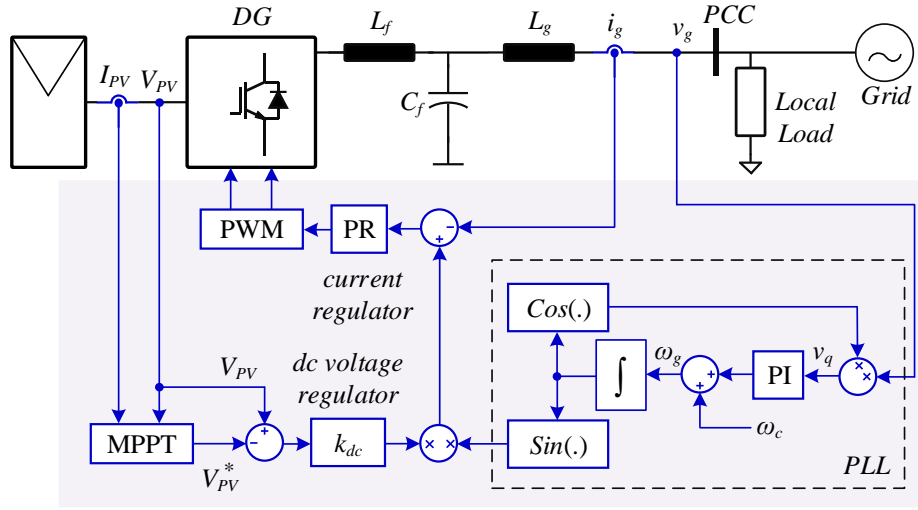 DG
L_f
L_g
i_g
v_g
PCC
I_PV
V_PV
C_f
Local
Load
Grid
PWM
PR
+
-
current
regulator
Cos(.)
ω_g
+
+
∫
PI
v_q
×
×
dc voltage
regulator
V_PV
MPPT
-
+
k_dc
×
×
Sin(.)
ω_c
V_PV^*
PLL